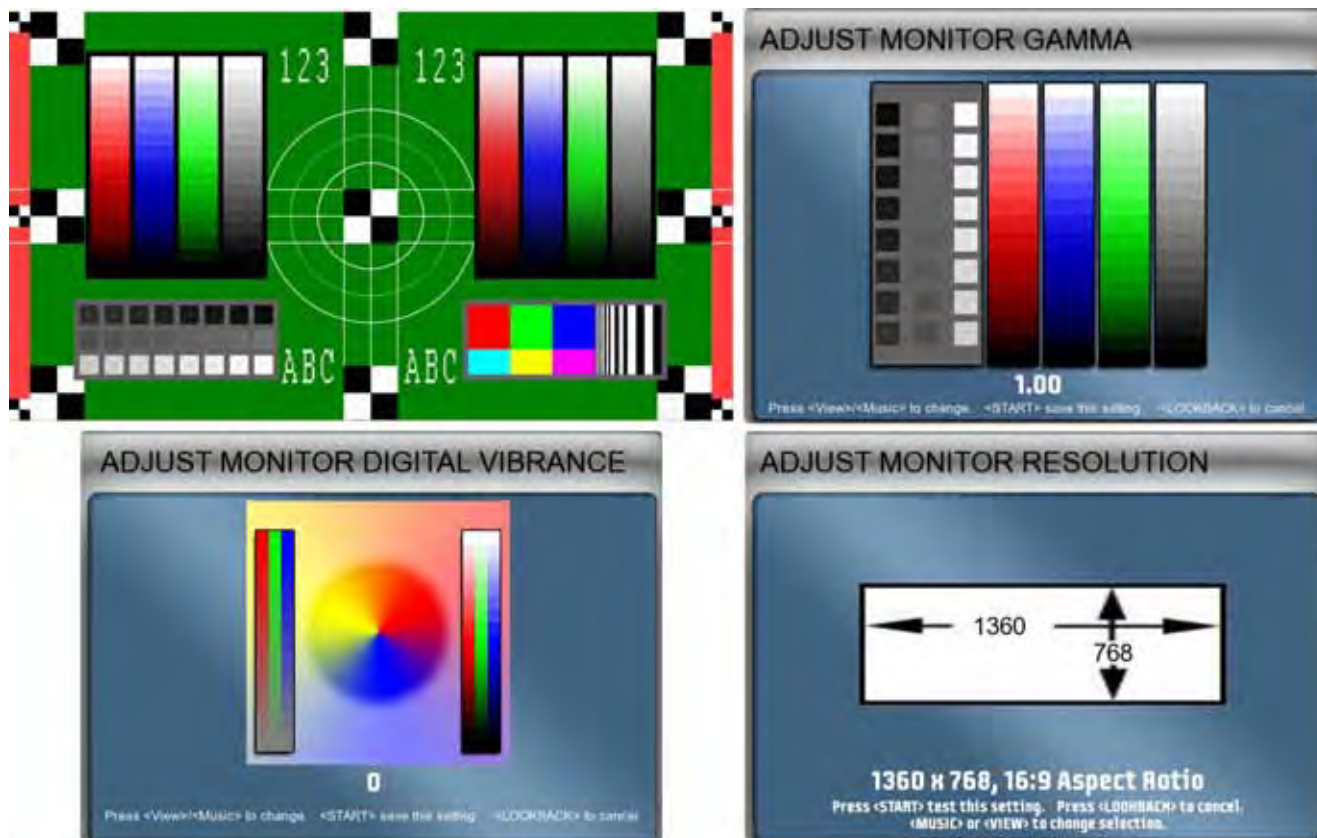 123
123
ABC
ABC
ADJUST MONITOR GAMMA
1.00
Press <View>/<Music> to change. <START> save this setting. <LOOKBACK> to cancel.
ADJUST MONITOR DIGITAL VIBRANCE
0
Press <View>/<Music> to change. <START> save this setting. <LOOKBACK> to cancel.
ADJUST MONITOR RESOLUTION
1360
768
1360 x 768, 16:9 Aspect Ratio
Press <START> test this setting. Press <LOOKBACK> to cancel.
<MUSIC> or <VIEW> to change selection.